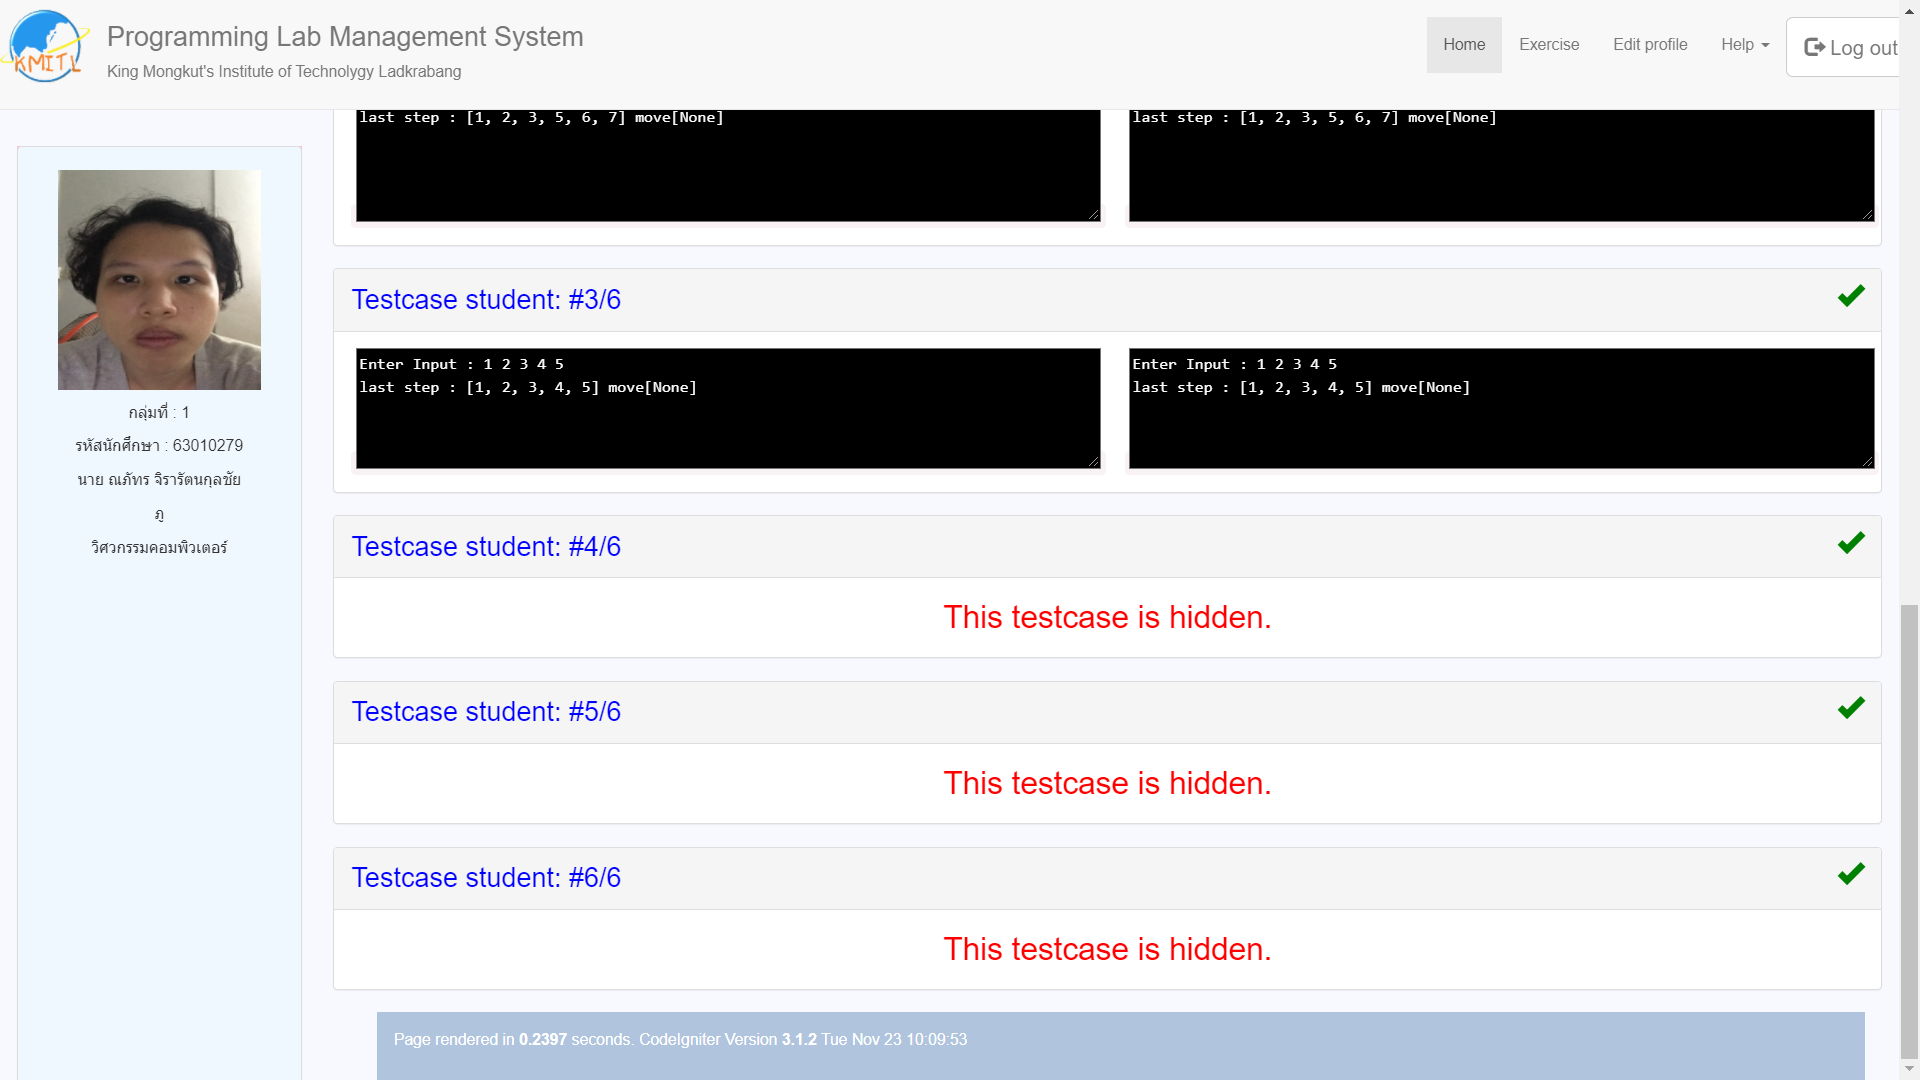 KMITL
Programming Lab Management System
King Mongkut's Institute of Technolygy Ladkrabang
Home
Exercise
Edit profile
Help
Log out
กลุ่มที่ : 1
รหัสนักศึกษา : 63010279
นาย ณภัทร จิรารัตนกุลชัย
ภู
วิศวกรรมคอมพิวเตอร์
last step : [1, 2, 3, 5, 6, 7] move[None]
last step : [1, 2, 3, 5, 6, 7] move[None]
Testcase student: #3/6
Enter Input : 1 2 3 4 5
last step : [1, 2, 3, 4, 5] move[None]
Enter Input : 1 2 3 4 5
last step : [1, 2, 3, 4, 5] move[None]
Testcase student: #4/6
This testcase is hidden.
Testcase student: #5/6
This testcase is hidden.
Testcase student: #6/6
This testcase is hidden.
Page rendered in 0.2397 seconds. CodeIgniter Version 3.1.2 Tue Nov 23 10:09:53